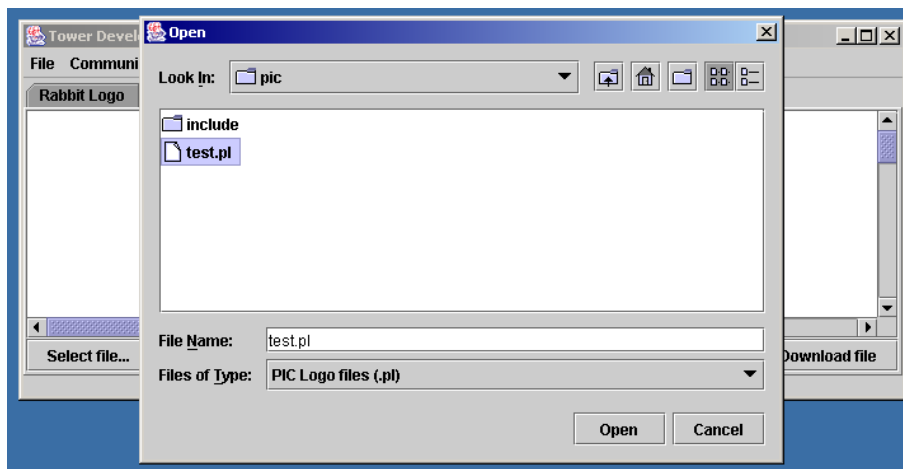 Tower Devel
Open
File Communi
Rabbit Logo
Look In: pic
include
test.pl
File Name: test.pl
Files of Type: PIC Logo files (.pl)
Select file...
Download file
Open Cancel